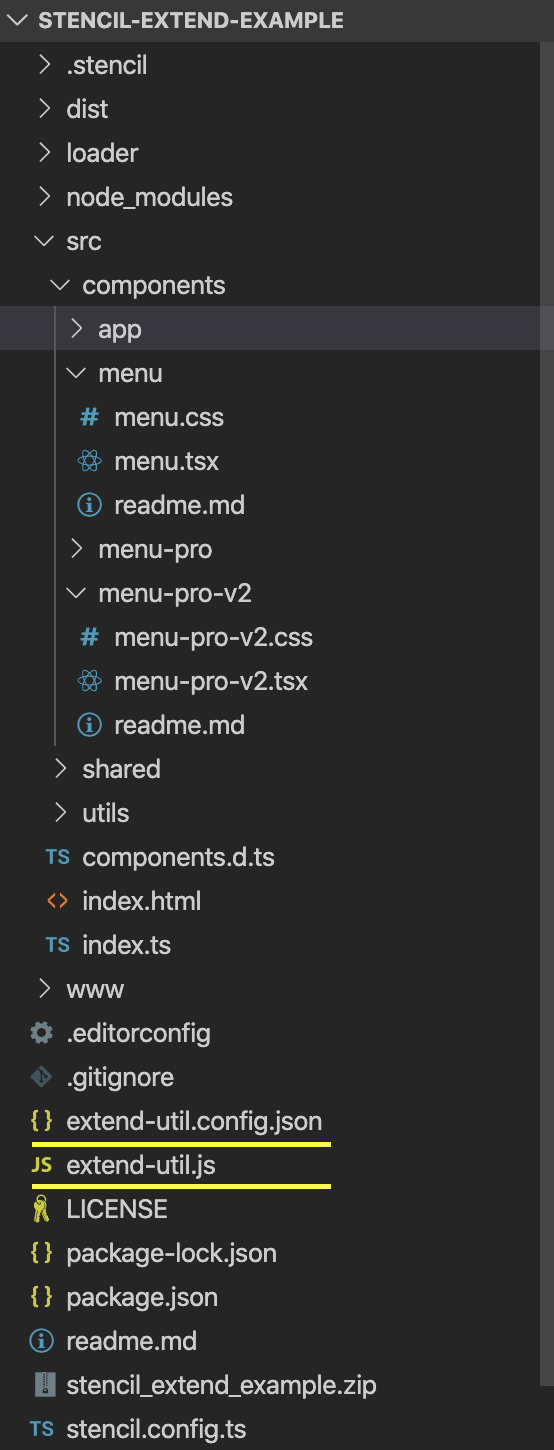 STENCIL-EXTEND-EXAMPLE
.stencil
dist
loader
node_modules
src
components
app
menu
# menu.css
menu.tsx
readme.md
menu-pro
menu-pro-v2
# menu-pro-v2.css
menu-pro-v2.tsx
readme.md
shared
utils
TS components.d.ts
<> index.html
TS index.ts
www
.editorconfig
.gitignore
{} extend-util.config.json
JS extend-util.js
LICENSE
{} package-lock.json
{} package.json
readme.md
stencil_extend_example.zip
TS stencil.config.ts